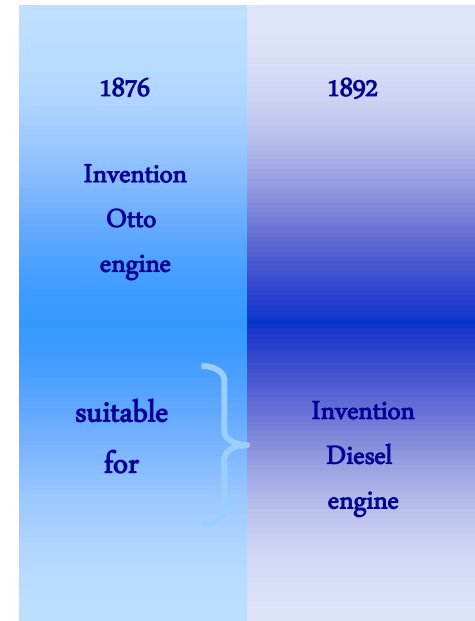 1876
Invention
Otto
engine
suitable
for
1892
Invention
Diesel
engine